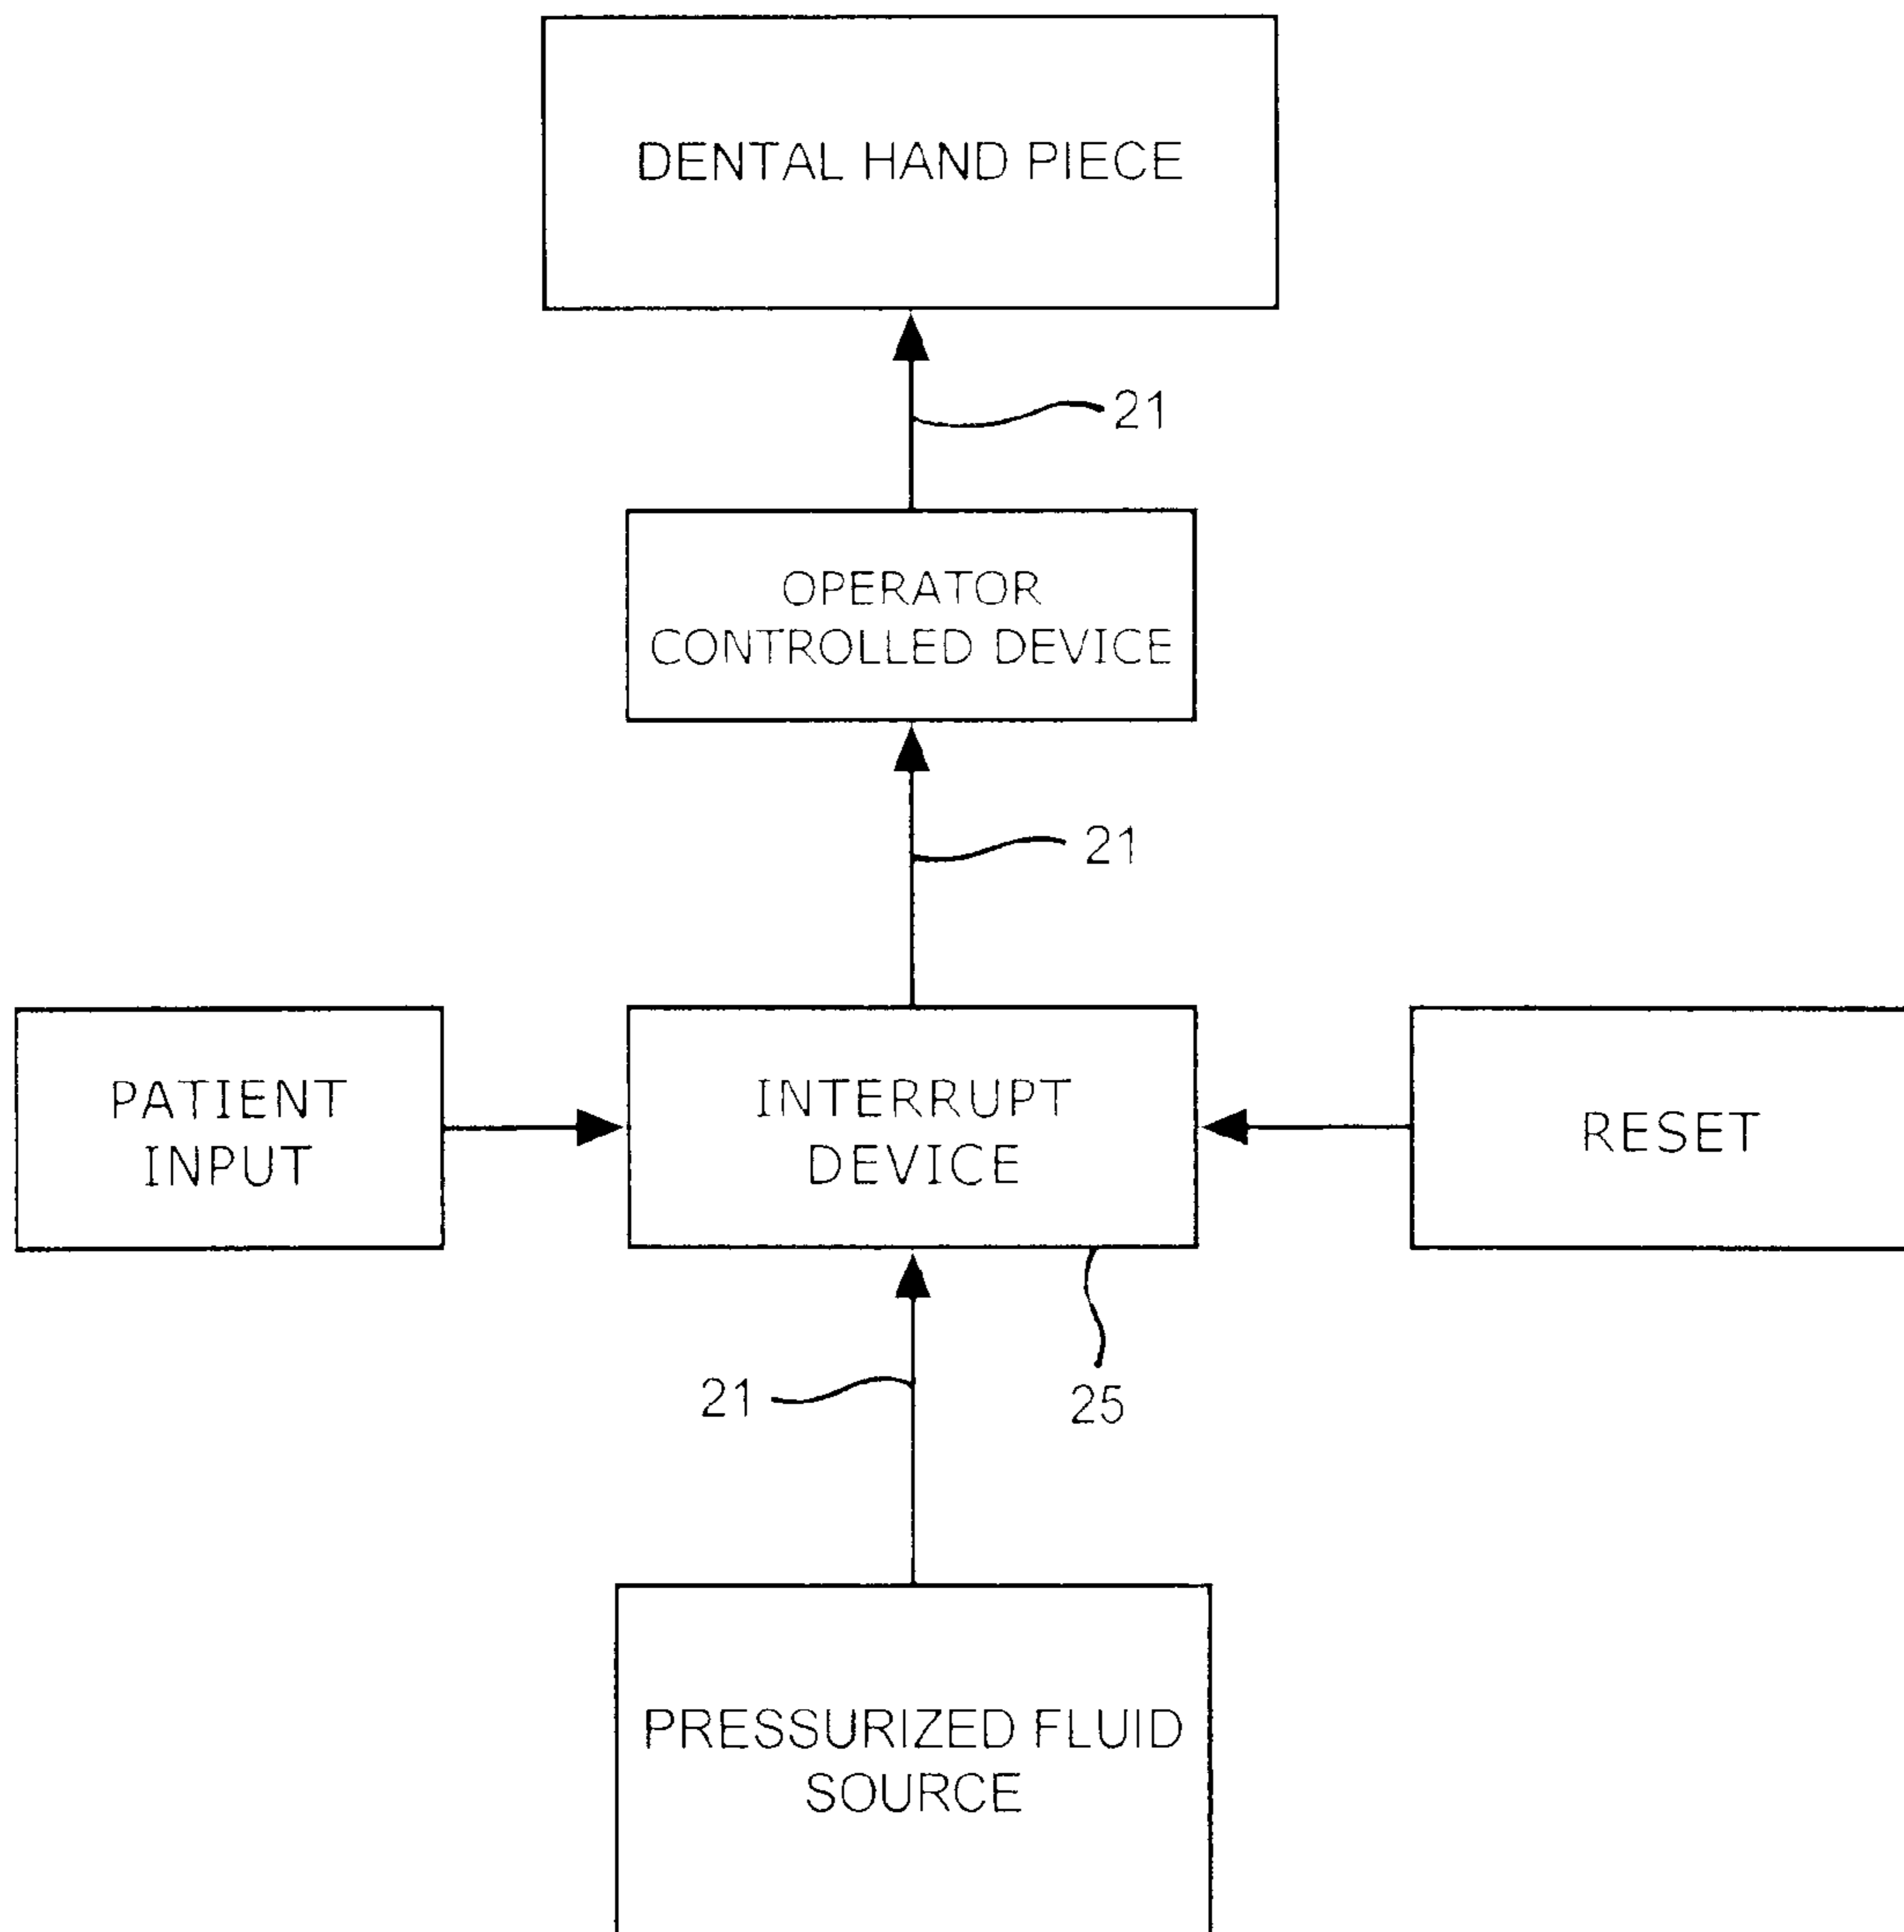 DENTAL HAND PIECE
21
OPERATOR
CONTROLLED DEVICE
21
PATIENT
INPUT
INTERRUPT
DEVICE
RESET
21
25
PRESSURIZED FLUID
SOURCE